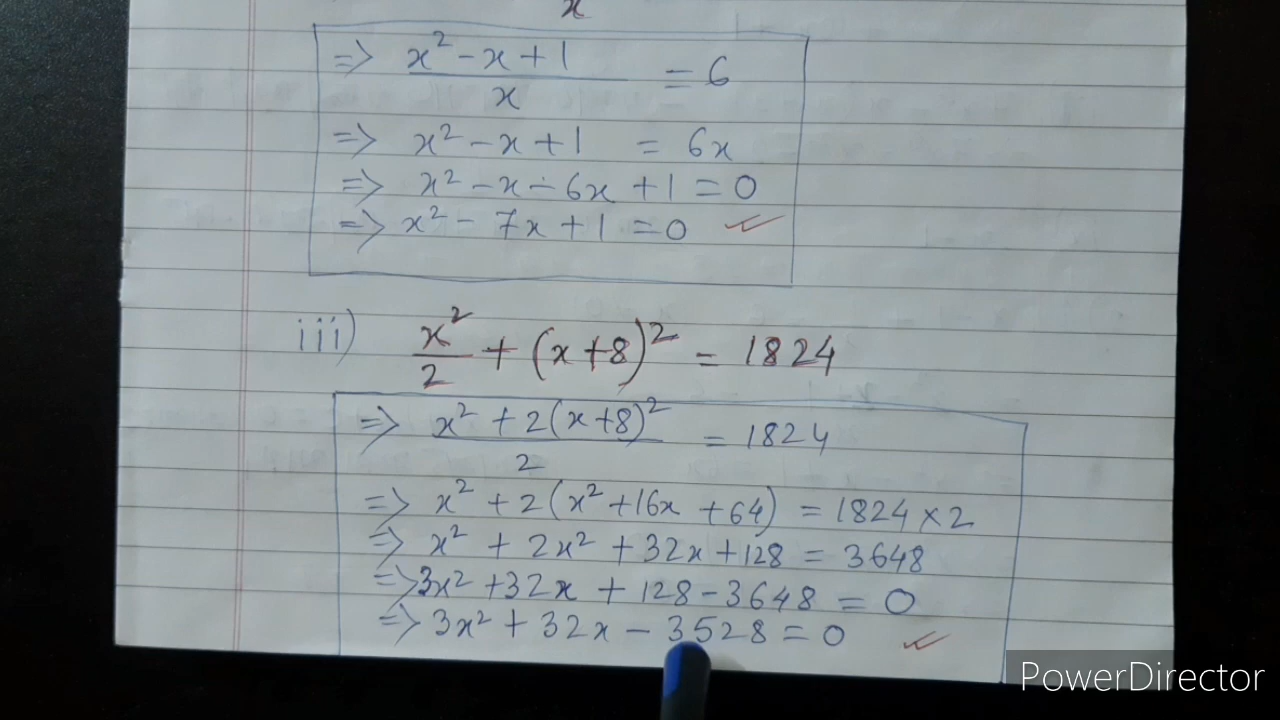 x
=> x² - x + 1 / x = 6
=> x² - x + 1 = 6x
=> x² - x - 6x + 1 = 0
=> x² - 7x + 1 = 0
iii) x²/2 + (x+8)² = 1824
=> x² + 2(x+8)² / 2 = 1824
=> x² + 2(x² + 16x + 64) = 1824 × 2
=> x² + 2x² + 32x + 128 = 3648
=> 3x² + 32x + 128 - 3648 = 0
=> 3x² + 32x - 3528 = 0
PowerDirector